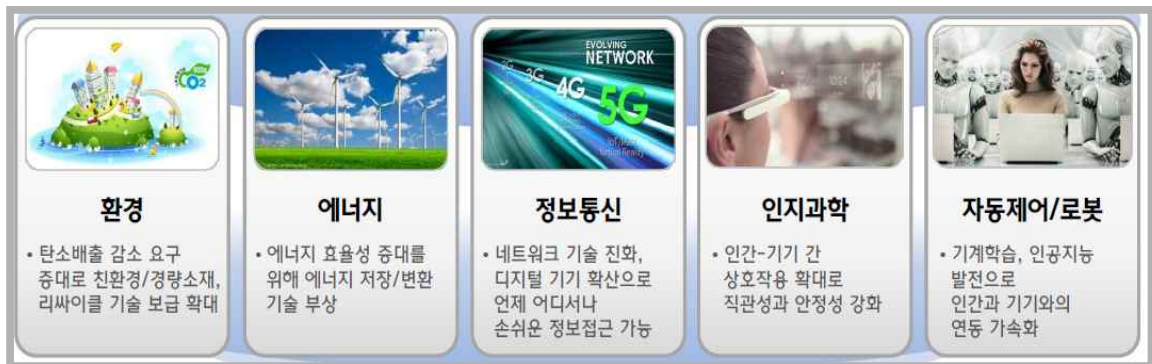 CO2
EVOLVING
NETWORK
3G
4G
5G
환경
• 탄소배출 감소 요구
증대로 친환경/경량소재,
리싸이클 기술 보급 확대
에너지
• 에너지 효율성 증대를
위해 에너지 저장/변환
기술 부상
정보통신
• 네트워크 기술 진화,
디지털 기기 확산으로
언제 어디서나
손쉬운 정보접근 가능
인지과학
• 인간-기기 간
상호작용 확대로
직관성과 안정성 강화
자동제어/로봇
• 기계학습, 인공지능
발전으로
인간과 기기와의
연동 가속화